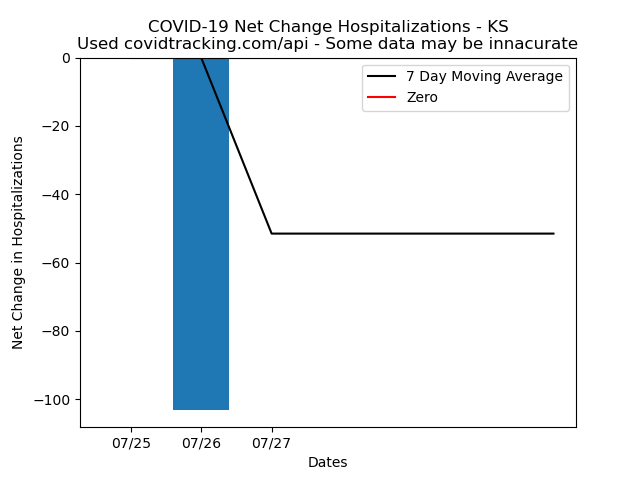 COVID-19 Net Change Hospitalizations - KS
Used covidtracking.com/api - Some data may be innacurate
7 Day Moving Average
Zero
0
−20
−40
−60
−80
−100
Net Change in Hospitalizations
07/25 07/26 07/27
Dates